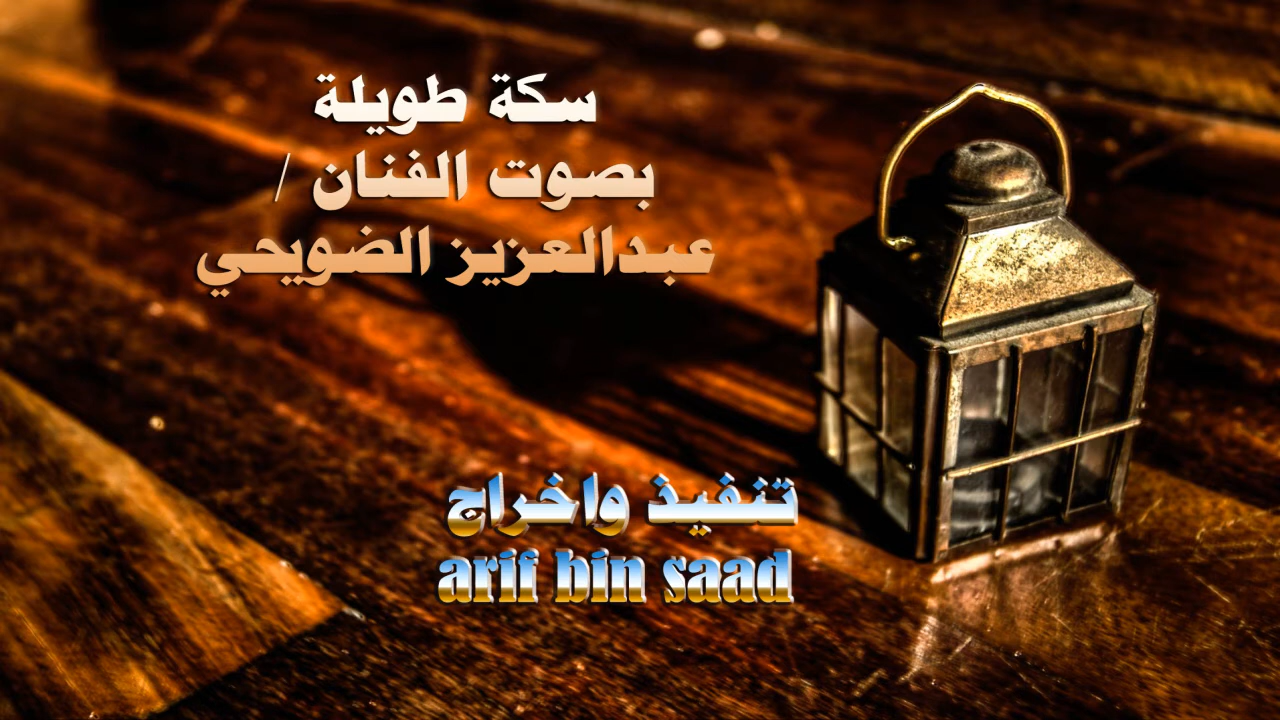 سكة طويلة
بصوت الفنان /
عبدالعزيز الضويحي
تنفيذ واخراج
arif bin saad